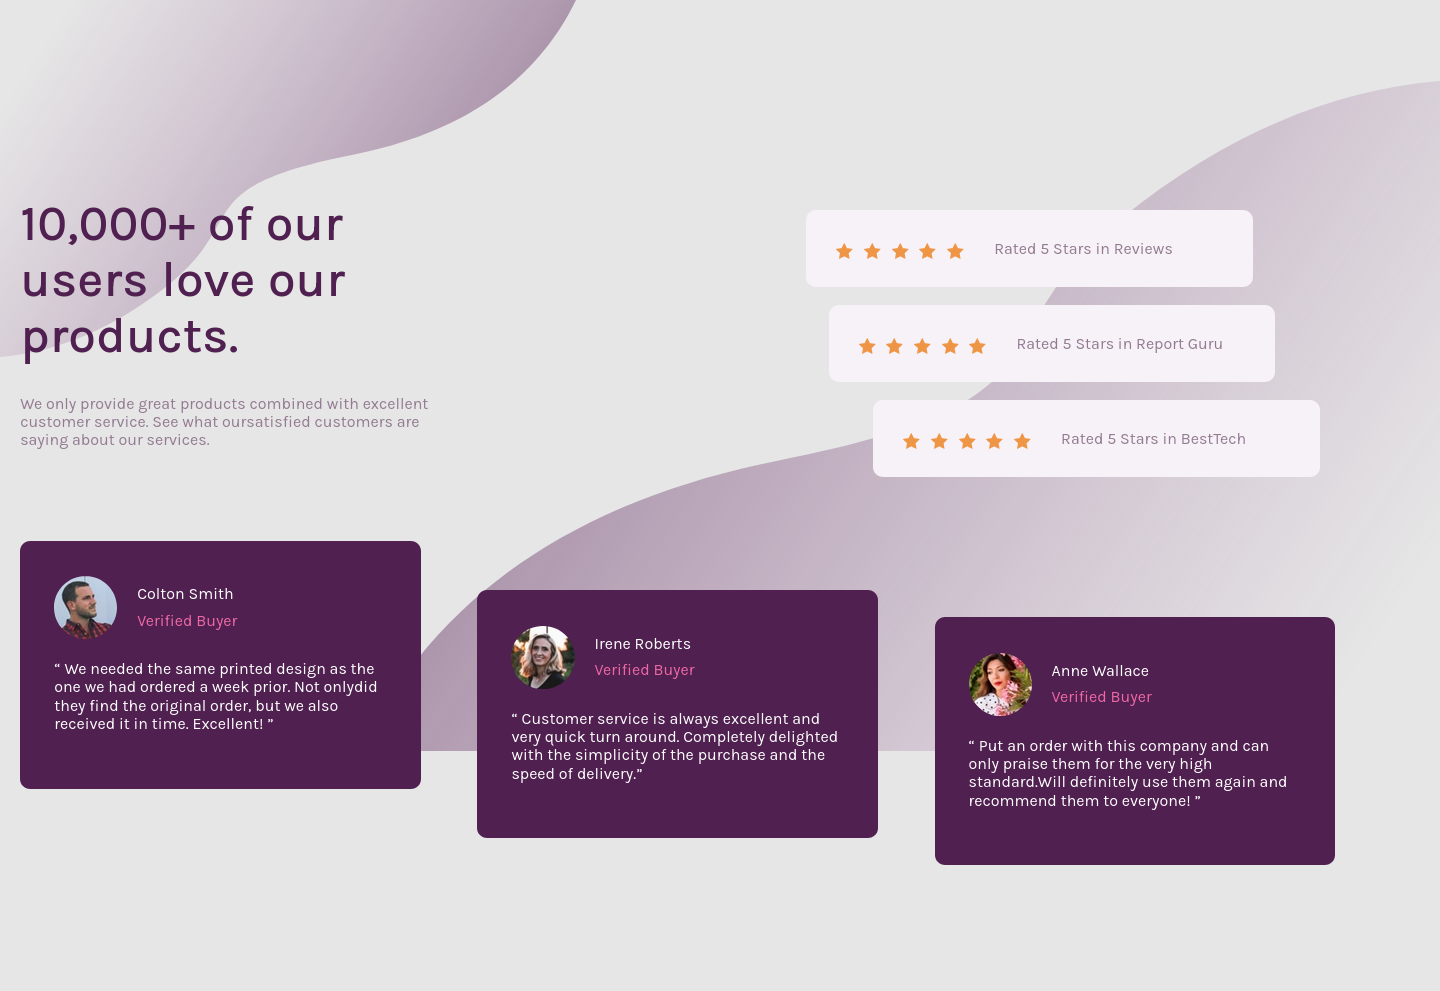 10,000+ of our
users love our
products.
We only provide great products combined with excellent
customer service. See what oursatisfied customers are
saying about our services.
Rated 5 Stars in Reviews
Rated 5 Stars in Report Guru
Rated 5 Stars in BestTech
Colton Smith
Verified Buyer
“ We needed the same printed design as the
one we had ordered a week prior. Not onlydid
they find the original order, but we also
received it in time. Excellent! ”
Irene Roberts
Verified Buyer
“ Customer service is always excellent and
very quick turn around. Completely delighted
with the simplicity of the purchase and the
speed of delivery.”
Anne Wallace
Verified Buyer
“ Put an order with this company and can
only praise them for the very high
standard.Will definitely use them again and
recommend them to everyone! ”